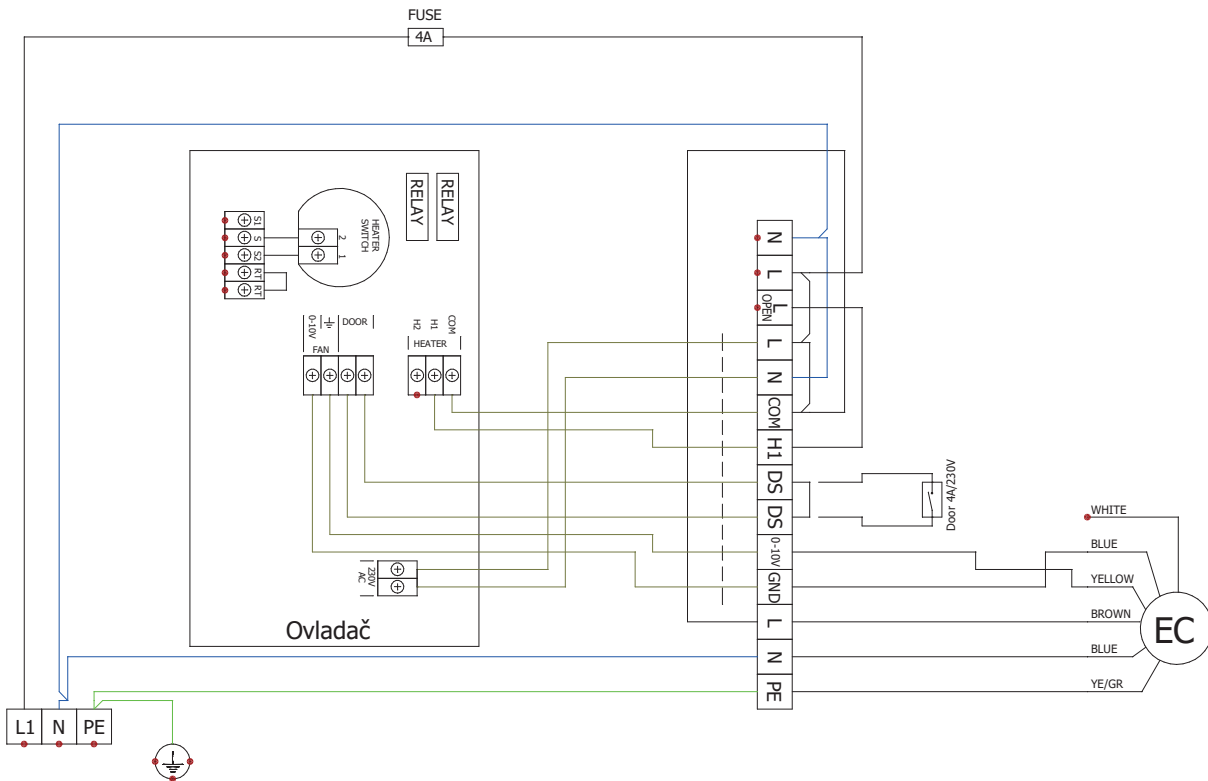 FUSE
4A
RELAY
RELAY
HEATER
SWITCH
2
1
S1
S
S2
RT
RT
0-10V
DOOR
FAN
H2
H1
COM
HEATER
230V
AC
Ovladač
N
L
L
OPEN
L
N
COM
H1
DS
DS
0-10V
GND
L
N
PE
Door 4A/230V
WHITE
BLUE
YELLOW
BROWN
BLUE
YE/GR
EC
L1
N
PE